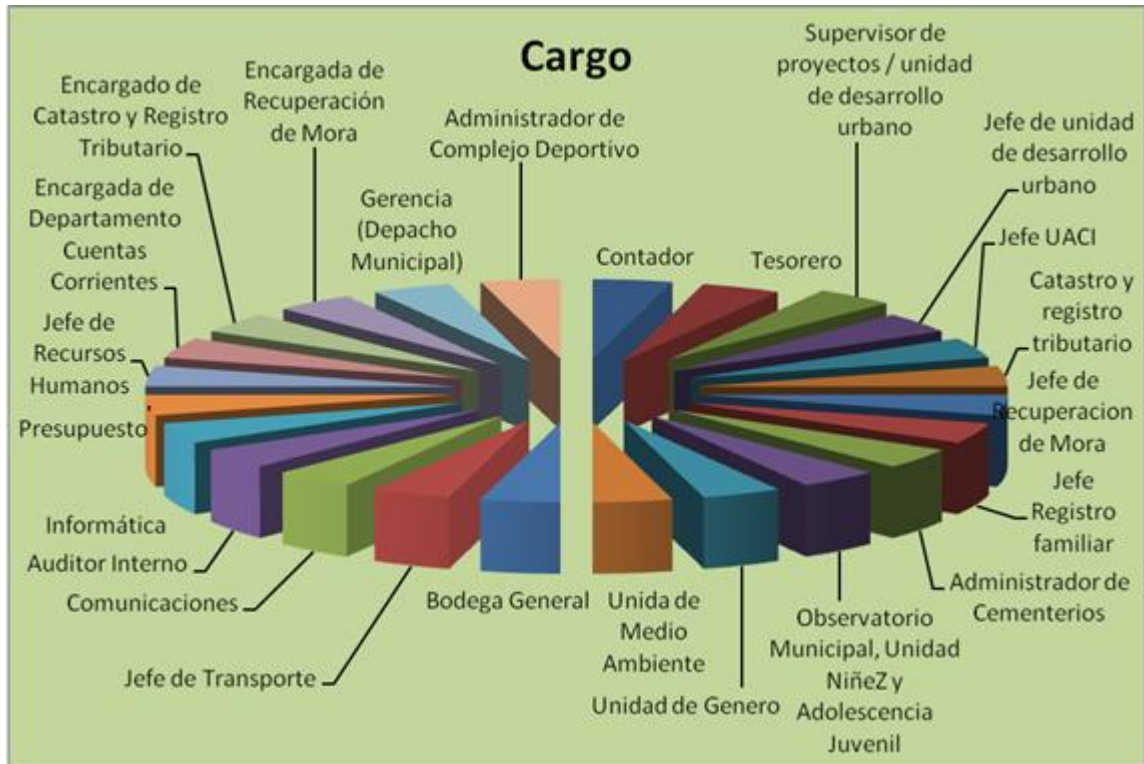 Cargo
Encargado de
Catastro y Registro
Tributario
Encargada de
Recuperación
de Mora
Administrador de
Complejo Deportivo
Supervisor de
proyectos / unidad
de desarrollo
urbano
Jefe de unidad
de desarrollo
urbano
Encargada de
Departamento
Cuentas
Corrientes
Gerencia
(Depacho
Municipal)
Contador
Tesorero
Jefe UACI
Catastro y
registro
tributario
Jefe de
Recursos
Humanos
Jefe de
Recuperacion
de Mora
Presupuesto
Jefe
Registro
familiar
Informática
Auditor Interno
Comunicaciones
Jefe de Transporte
Bodega General
Unida de
Medio
Ambiente
Unidad de Genero
Observatorio
Municipal, Unidad
NiñeZ y
Adolescencia
Juvenil
Administrador de
Cementerios